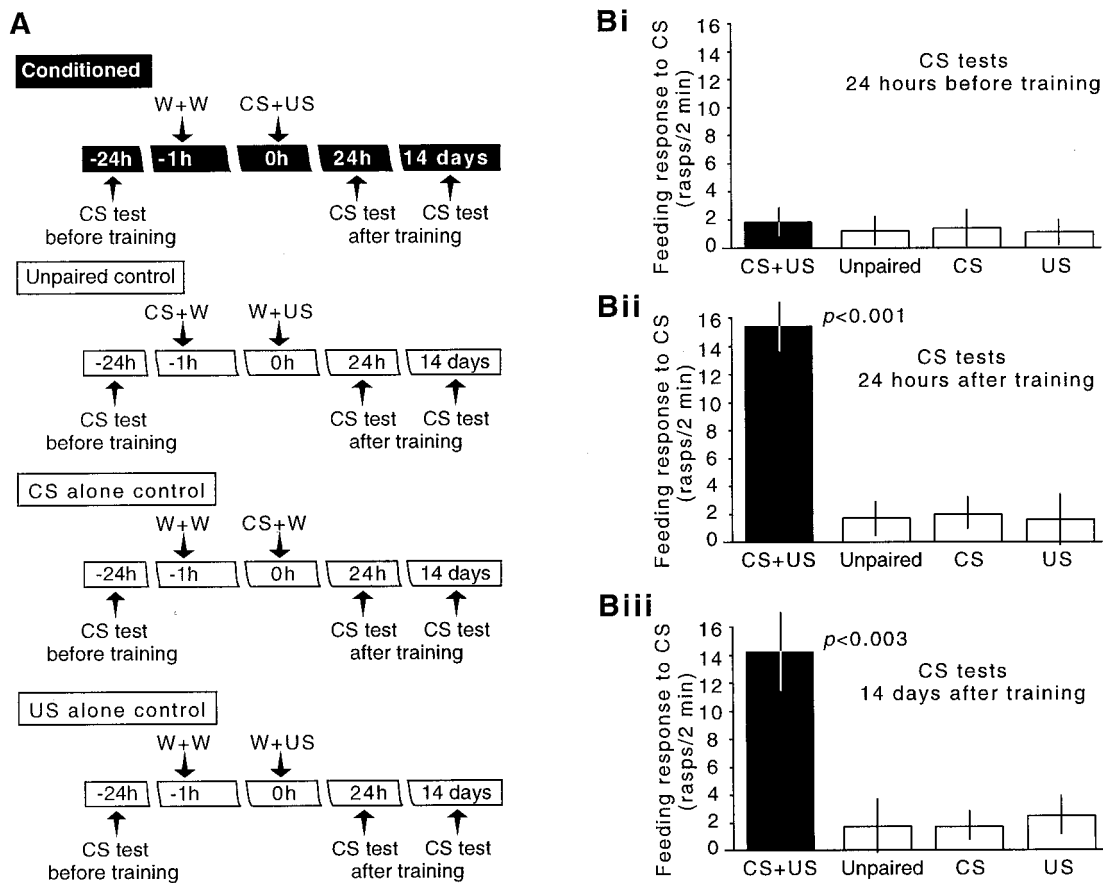 A
Conditioned
W+W CS+US
-24h -1h 0h 24h 14 days
CS test CS test CS test
before training after training
Unpaired control
CS+W W+US
-24h -1h 0h 24h 14 days
CS test CS test CS test
before training after training
CS alone control
W+W CS+W
-24h -1h 0h 24h 14 days
CS test CS test CS test
before training after training
US alone control
W+W W+US
-24h -1h 0h 24h 14 days
CS test CS test CS test
before training after training
Bi
Feeding response to CS
(rasps/2 min)
16
14
12
10
8
6
4
2
0
CS tests
24 hours before training
CS+US Unpaired CS US
Bii
Feeding response to CS
(rasps/2 min)
16
14
12
10
8
6
4
2
0
p<0.001
CS tests
24 hours after training
CS+US Unpaired CS US
Biii
Feeding response to CS
(rasps/2 min)
16
14
12
10
8
6
4
2
0
p<0.003
CS tests
14 days after training
CS+US Unpaired CS US